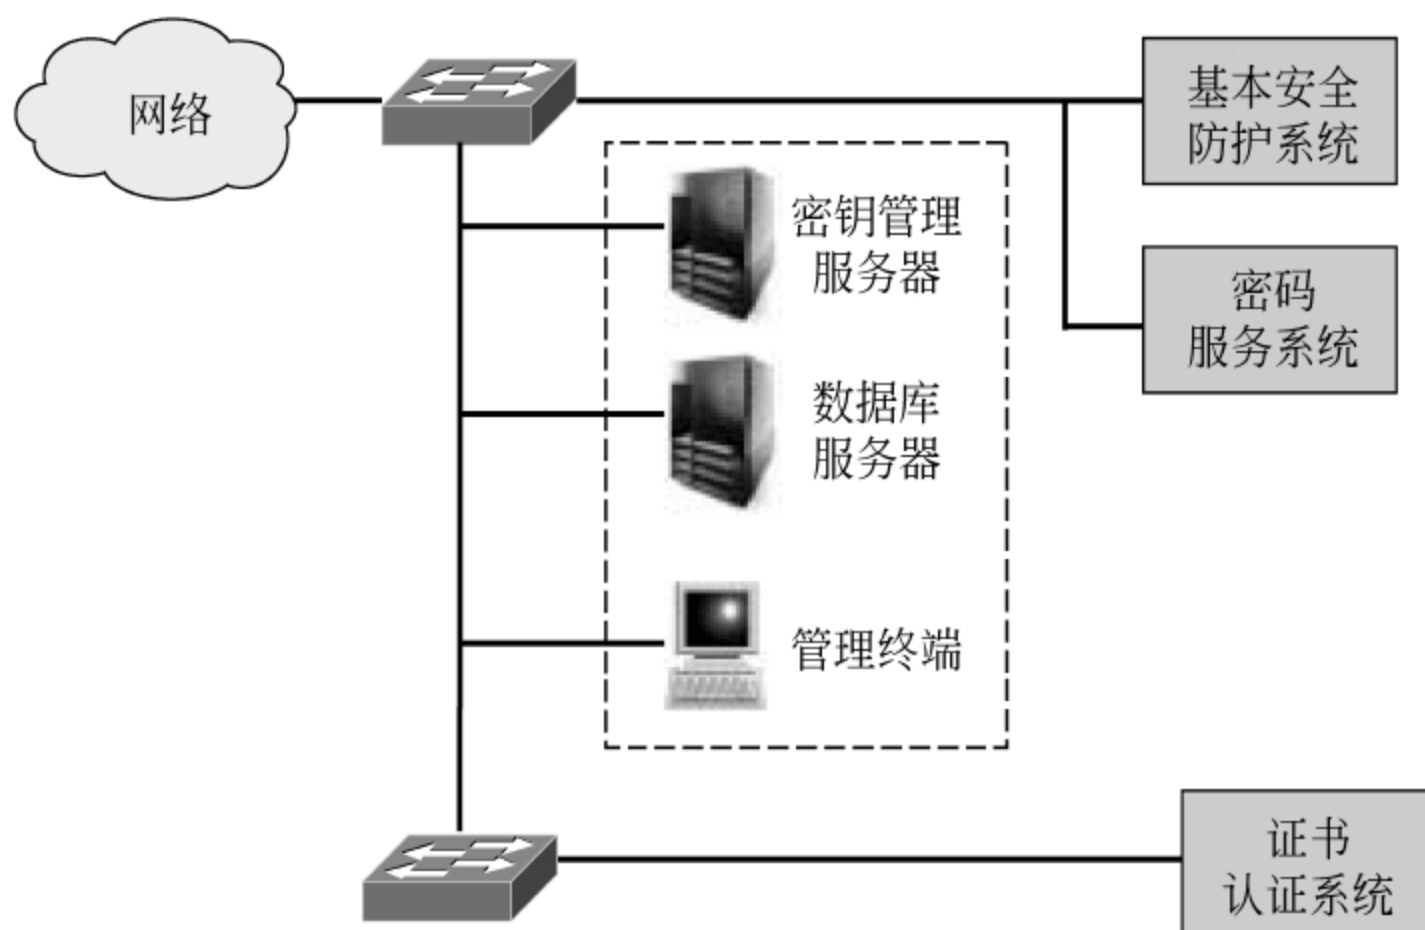 网络
基本安全
防护系统
密钥管理
服务器
密码
服务系统
数据库
服务器
管理终端
证书
认证系统